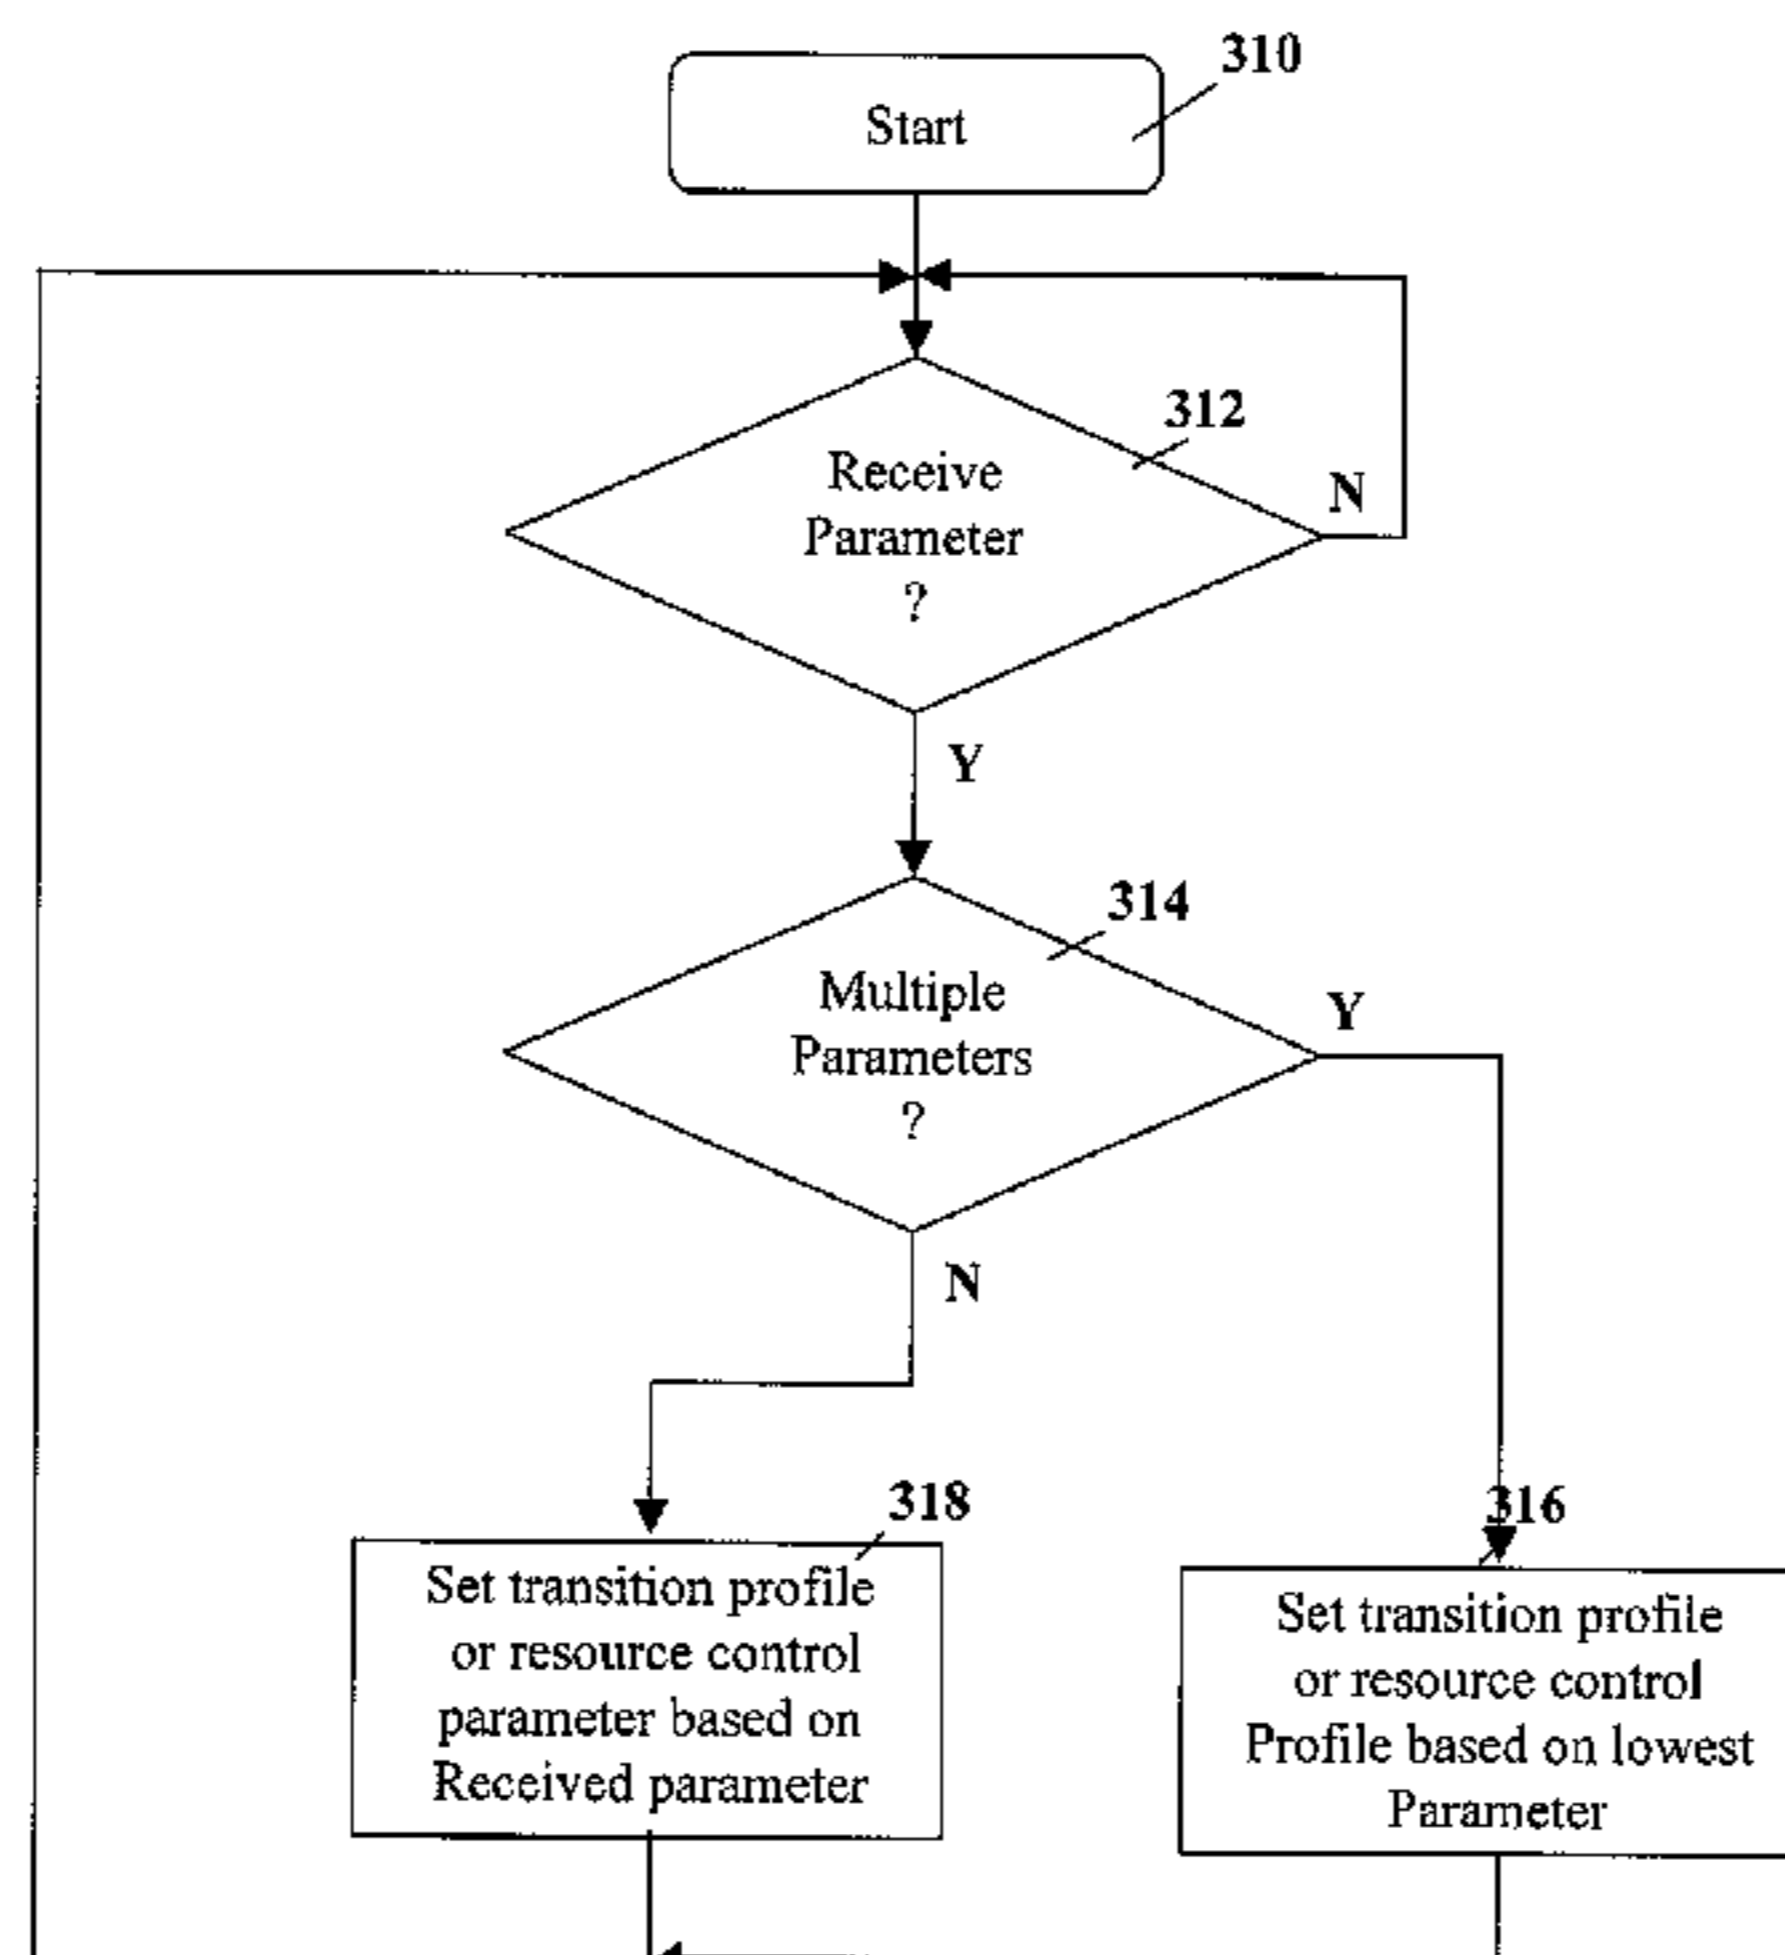 310
Start
312
Receive
Parameter
?
N
Y
314
Multiple
Parameters
?
Y
N
318
Set transition profile
or resource control
parameter based on
Received parameter
316
Set transition profile
or resource control
Profile based on lowest
Parameter